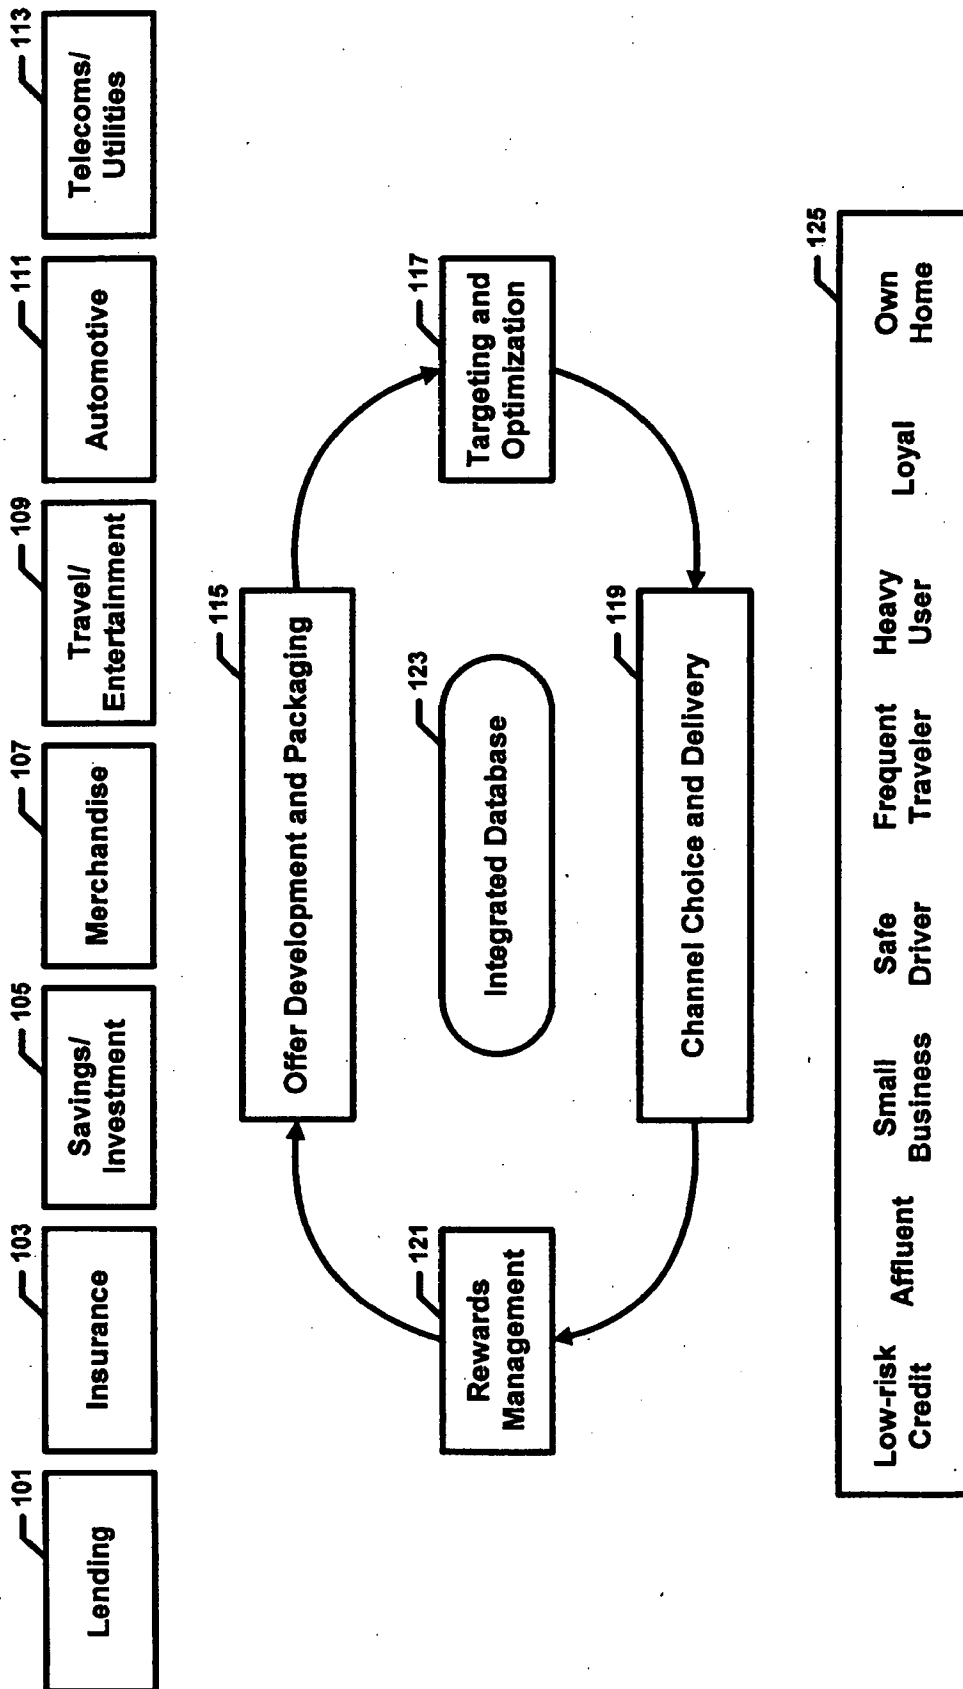 101
Lending
103
Insurance
105
Savings/
Investment
107
Merchandise
109
Travel/
Entertainment
111
Automotive
113
Telecoms/
Utilities
115
Offer Development and Packaging
117
Targeting and
Optimization
119
Channel Choice and Delivery
121
Rewards
Management
123
Integrated Database
125
Low-risk
Credit
Affluent
Small
Business
Safe
Driver
Frequent
Traveler
Heavy
User
Loyal
Own
Home